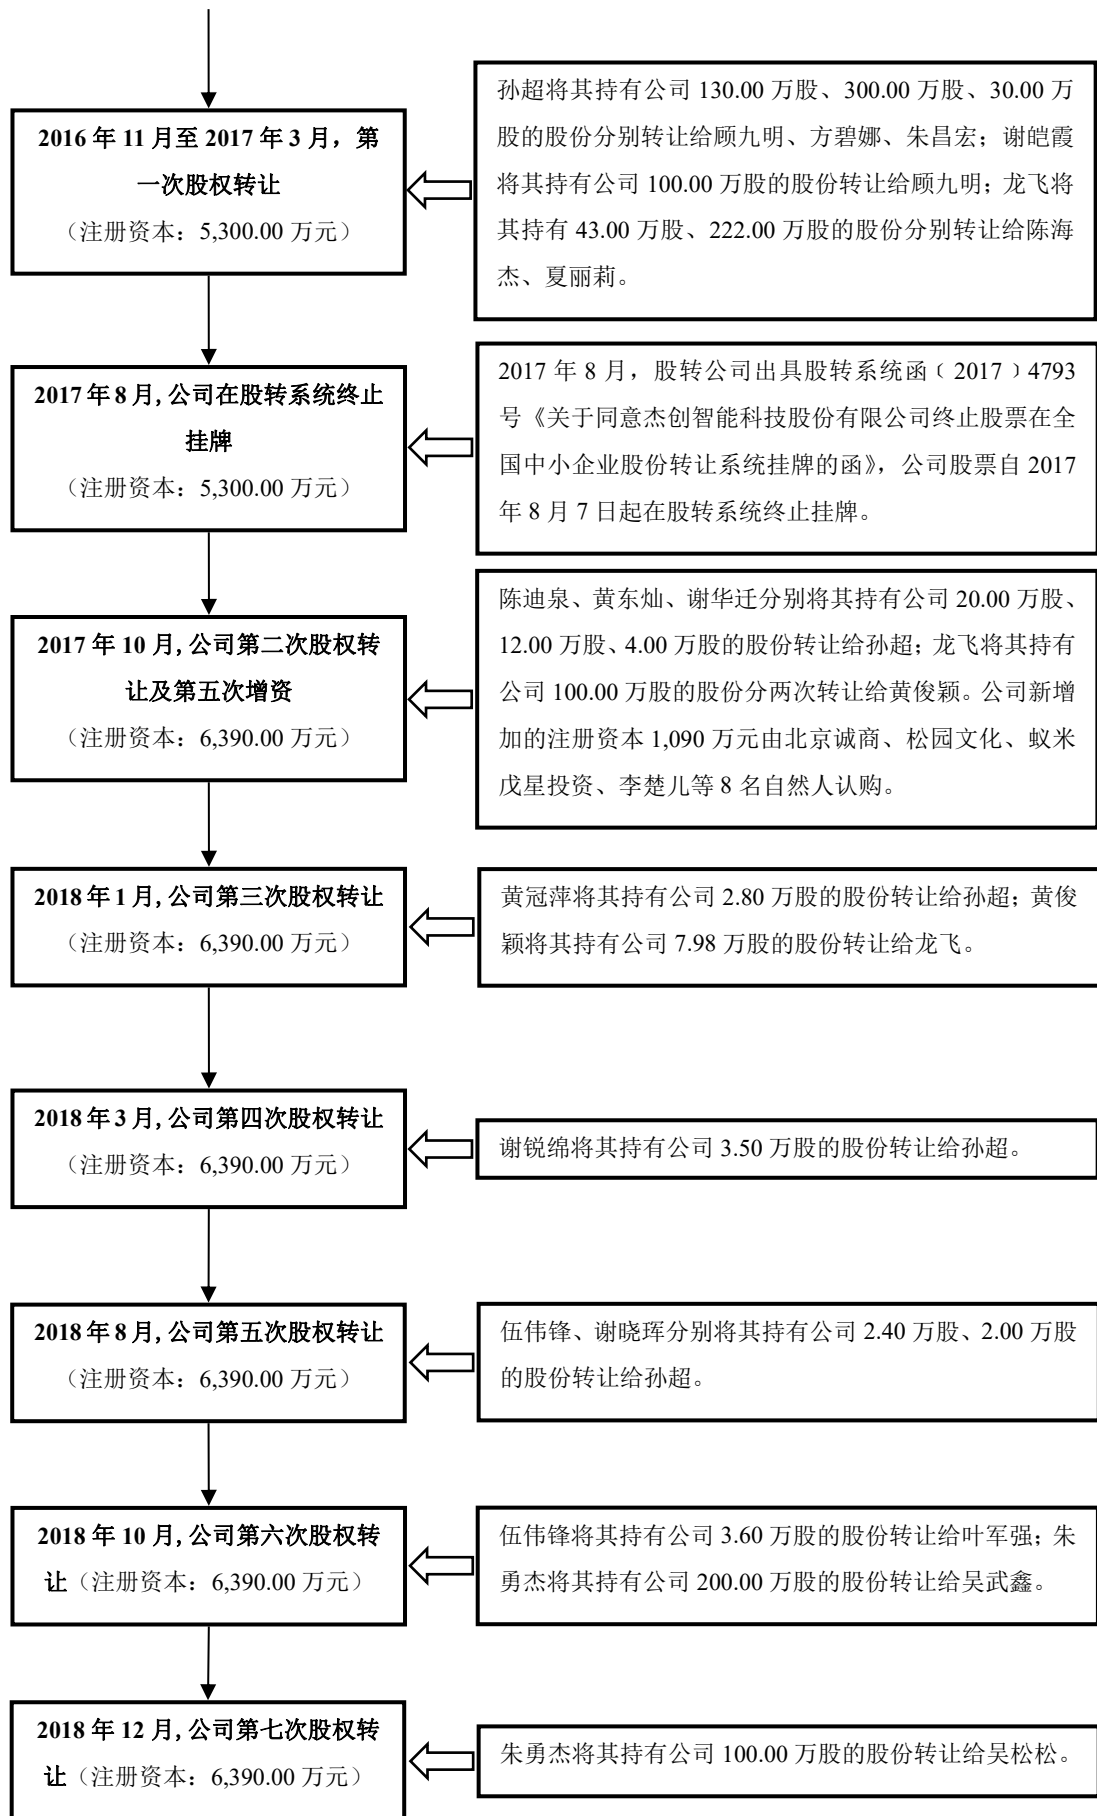 2016 年 11 月至 2017 年 3 月，第
一次股权转让
（注册资本：5,300.00 万元）
孙超将其持有公司 130.00 万股、300.00 万股、30.00 万
股的股份分别转让给顾九明、方碧娜、朱昌宏；谢皑霞
将其持有公司 100.00 万股的股份转让给顾九明；龙飞将
其持有 43.00 万股、222.00 万股的股份分别转让给陈海
杰、夏丽莉。
2017 年 8 月, 公司在股转系统终止
挂牌
（注册资本：5,300.00 万元）
2017 年 8 月，股转公司出具股转系统函﹝2017﹞4793
号《关于同意杰创智能科技股份有限公司终止股票在全
国中小企业股份转让系统挂牌的函》，公司股票自 2017
年 8 月 7 日起在股转系统终止挂牌。
2017 年 10 月, 公司第二次股权转
让及第五次增资
（注册资本：6,390.00 万元）
陈迪泉、黄东灿、谢华迁分别将其持有公司 20.00 万股、
12.00 万股、4.00 万股的股份转让给孙超；龙飞将其持有
公司 100.00 万股的股份分两次转让给黄俊颖。公司新增
加的注册资本 1,090 万元由北京诚商、松园文化、蚁米
戊星投资、李楚儿等 8 名自然人认购。
2018 年 1 月, 公司第三次股权转让
（注册资本：6,390.00 万元）
黄冠萍将其持有公司 2.80 万股的股份转让给孙超；黄俊
颖将其持有公司 7.98 万股的股份转让给龙飞。
2018 年 3 月, 公司第四次股权转让
（注册资本：6,390.00 万元）
谢锐绵将其持有公司 3.50 万股的股份转让给孙超。
2018 年 8 月, 公司第五次股权转让
（注册资本：6,390.00 万元）
伍伟锋、谢晓珲分别将其持有公司 2.40 万股、2.00 万股
的股份转让给孙超。
2018 年 10 月, 公司第六次股权转
让（注册资本：6,390.00 万元）
伍伟锋将其持有公司 3.60 万股的股份转让给叶军强；朱
勇杰将其持有公司 200.00 万股的股份转让给吴武鑫。
2018 年 12 月, 公司第七次股权转
让（注册资本：6,390.00 万元）
朱勇杰将其持有公司 100.00 万股的股份转让给吴松松。